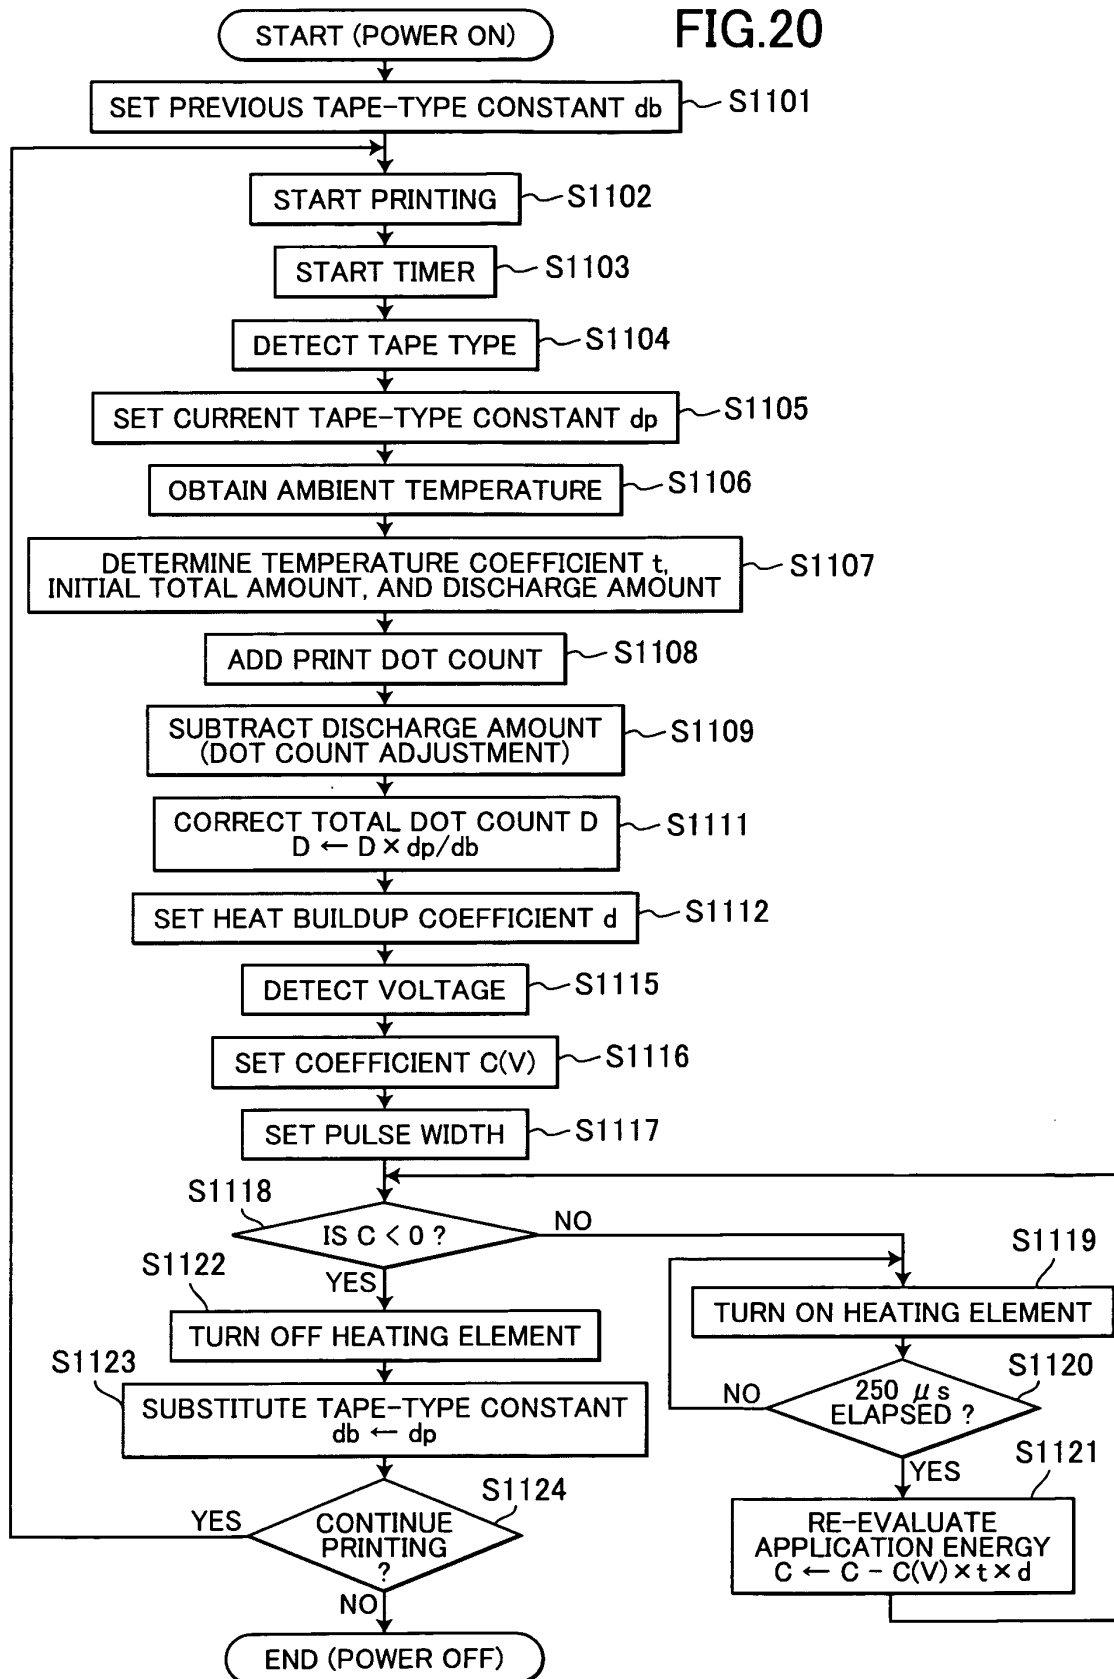 FIG.20
START (POWER ON)
SET PREVIOUS TAPE-TYPE CONSTANT db
S1101
START PRINTING
S1102
START TIMER
S1103
DETECT TAPE TYPE
S1104
SET CURRENT TAPE-TYPE CONSTANT dp
S1105
OBTAIN AMBIENT TEMPERATURE
S1106
DETERMINE TEMPERATURE COEFFICIENT t,
INITIAL TOTAL AMOUNT, AND DISCHARGE AMOUNT
S1107
ADD PRINT DOT COUNT
S1108
SUBTRACT DISCHARGE AMOUNT
(DOT COUNT ADJUSTMENT)
S1109
CORRECT TOTAL DOT COUNT D
D ← D × dp/db
S1111
SET HEAT BUILDUP COEFFICIENT d
S1112
DETECT VOLTAGE
S1115
SET COEFFICIENT C(V)
S1116
SET PULSE WIDTH
S1117
S1118
IS C < 0 ?
NO
YES
S1119
TURN ON HEATING ELEMENT
S1120
250 μs
ELAPSED ?
NO
YES
S1121
RE-EVALUATE
APPLICATION ENERGY
C ← C - C(V) × t × d
S1122
TURN OFF HEATING ELEMENT
S1123
SUBSTITUTE TAPE-TYPE CONSTANT
db ← dp
S1124
CONTINUE
PRINTING
?
YES
NO
END (POWER OFF)